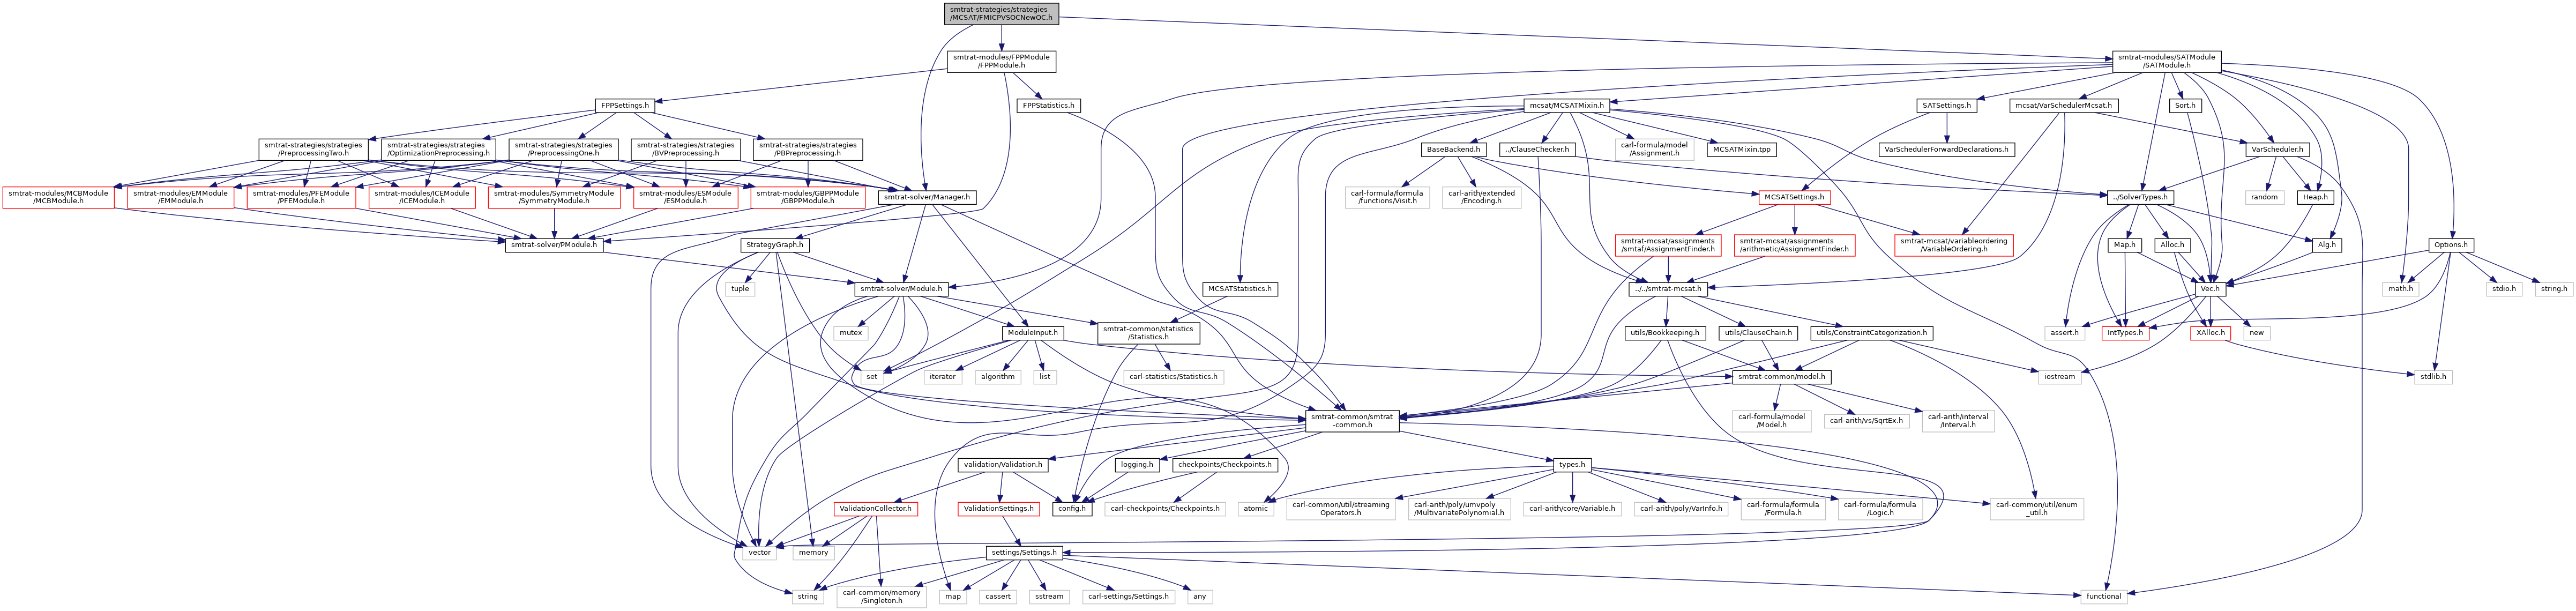 smtrat-strategies/strategies
/MCSAT/FMICPVSOCNewOC.h
smtrat-modules/FPPModule
/FPPModule.h
smtrat-modules/SATModule
/SATModule.h
FPPSettings.h
FPPStatistics.h
mcsat/MCSATMixin.h
SATSettings.h
mcsat/VarSchedulerMcsat.h
Sort.h
smtrat-strategies/strategies
/PreprocessingTwo.h
smtrat-strategies/strategies
/OptimizationPreprocessing.h
smtrat-strategies/strategies
/PreprocessingOne.h
smtrat-strategies/strategies
/BVPreprocessing.h
smtrat-strategies/strategies
/PBPreprocessing.h
BaseBackend.h
../ClauseChecker.h
carl-formula/model
/Assignment.h
MCSATMixin.tpp
VarSchedulerForwardDeclarations.h
VarScheduler.h
smtrat-modules/MCBModule
/MCBModule.h
smtrat-modules/EMModule
/EMModule.h
smtrat-modules/PFEModule
/PFEModule.h
smtrat-modules/ICEModule
/ICEModule.h
smtrat-modules/SymmetryModule
/SymmetryModule.h
smtrat-modules/ESModule
/ESModule.h
smtrat-modules/GBPPModule
/GBPPModule.h
smtrat-solver/Manager.h
carl-formula/formula
/functions/Visit.h
carl-arith/extended
/Encoding.h
MCSATSettings.h
../SolverTypes.h
random
Heap.h
smtrat-solver/PModule.h
StrategyGraph.h
smtrat-mcsat/assignments
/smtaf/AssignmentFinder.h
smtrat-mcsat/assignments
/arithmetic/AssignmentFinder.h
smtrat-mcsat/variableordering
/VariableOrdering.h
Map.h
Alloc.h
Alg.h
Options.h
tuple
smtrat-solver/Module.h
MCSATStatistics.h
../../smtrat-mcsat.h
Vec.h
math.h
stdio.h
string.h
mutex
ModuleInput.h
smtrat-common/statistics
/Statistics.h
utils/Bookkeeping.h
utils/ClauseChain.h
utils/ConstraintCategorization.h
assert.h
IntTypes.h
XAlloc.h
new
set
iterator
algorithm
list
carl-statistics/Statistics.h
smtrat-common/model.h
iostream
stdlib.h
smtrat-common/smtrat
-common.h
carl-formula/model
/Model.h
carl-arith/vs/SqrtEx.h
carl-arith/interval
/Interval.h
validation/Validation.h
logging.h
checkpoints/Checkpoints.h
types.h
ValidationCollector.h
ValidationSettings.h
config.h
carl-checkpoints/Checkpoints.h
atomic
carl-common/util/streaming
Operators.h
carl-arith/poly/umvpoly
/MultivariatePolynomial.h
carl-arith/core/Variable.h
carl-arith/poly/VarInfo.h
carl-formula/formula
/Formula.h
carl-formula/formula
/Logic.h
carl-common/util/enum
_util.h
vector
memory
settings/Settings.h
string
carl-common/memory
/Singleton.h
map
cassert
sstream
carl-settings/Settings.h
any
functional